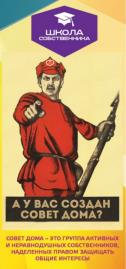 ШКОЛА
СОБСТВЕННИКА
А У ВАС СОЗДАН
СОВЕТ ДОМА?
СОВЕТ ДОМА – ЭТО ГРУППА АКТИВНЫХ
И НЕРАВНОДУШНЫХ СОБСТВЕННИКОВ,
НАДЕЛЕННЫХ ПРАВОМ ЗАЩИЩАТЬ
ОБЩИЕ ИНТЕРЕСЫ